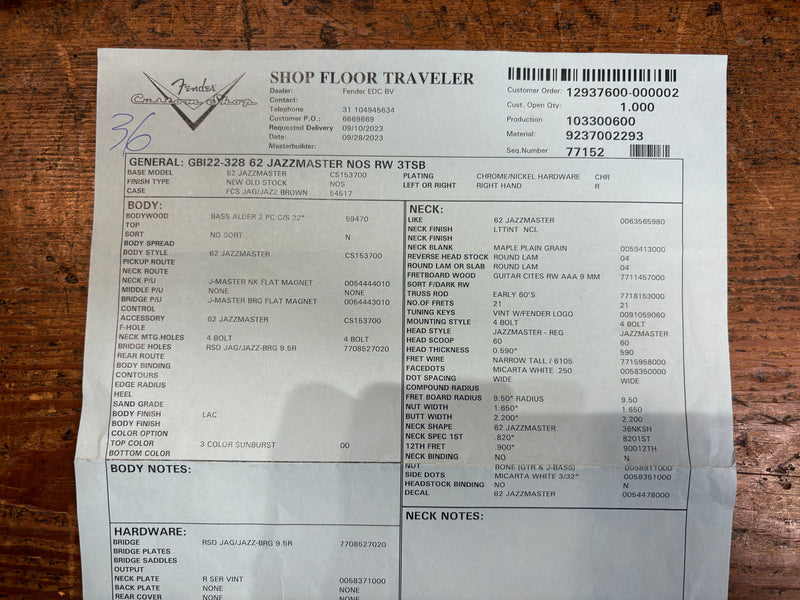 Fender
Custom Shop
36
SHOP FLOOR TRAVELER
Dealer: Fender EDC BV
Contact:
Telephone 31 104945634
Customer P.O.: 6669669
Requested Delivery 09/10/2023
Date: 09/28/2023
Masterbuilder:
Customer Order: 12937600-000002
Cust. Open Qty: 1.000
Production 103300600
Material: 9237002293
Seq.Number 77152
GENERAL: GBI22-328 62 JAZZMASTER NOS RW 3TSB
BASE MODEL 62 JAZZMASTER CS153700 PLATING CHROME/NICKEL HARDWARE CHR
FINISH TYPE NEW OLD STOCK NOS LEFT OR RIGHT RIGHT HAND R
CASE FCS JAG/JAZZ BROWN 54517
BODY:
BODYWOOD BASS ALDER 2 PC C/S 22" 59470
TOP
SORT NO SORT N
BODY SPREAD
BODY STYLE 62 JAZZMASTER CS153700
PICKUP ROUTE
NECK ROUTE
NECK P/U J-MASTER NK FLAT MAGNET 0054444010
MIDDLE P/U NONE NONE
BRIDGE P/U J-MASTER BRG FLAT MAGNET 0054443010
CONTROL
ACCESSORY 62 JAZZMASTER CS153700
F-HOLE
NECK MTG.HOLES 4 BOLT 4 BOLT
BRIDGE HOLES RSD JAG/JAZZ-BRG 9.5R 7708527020
REAR ROUTE
BODY BINDING
CONTOURS
EDGE RADIUS
HEEL
SAND GRADE
BODY FINISH LAC
BODY FINISH
COLOR OPTION
TOP COLOR 3 COLOR SUNBURST 00
BOTTOM COLOR
BODY NOTES:
HARDWARE:
BRIDGE RSD JAG/JAZZ-BRG 9.5R 7708527020
BRIDGE PLATES
BRIDGE SADDLES
OUTPUT
NECK PLATE R SER VINT 0058371000
BACK PLATE NONE NONE
REAR COVER NONE NONE
NECK:
LIKE 62 JAZZMASTER 0063565980
NECK FINISH LTTINT NCL
NECK FINISH
NECK BLANK MAPLE PLAIN GRAIN 0059413000
REVERSE HEAD STOCK ROUND LAM 04
ROUND LAM OR SLAB ROUND LAM 04
FRETBOARD WOOD GUITAR CITES RW AAA 9 MM 7711457000
SORT F/DARK RW
TRUSS ROD EARLY 60'S 7718153000
NO.OF FRETS 21 21
TUNING KEYS VINT W/FENDER LOGO 0091059060
MOUNTING STYLE 4 BOLT 4 BOLT
HEAD STYLE JAZZMASTER - REG JAZZMASTER
HEAD SCOOP 60 60
HEAD THICKNESS 0.590" 590
FRET WIRE NARROW TALL / 6105 7715958000
FACEDOTS MICARTA WHITE .250 0058350000
DOT SPACING WIDE WIDE
COMPOUND RADIUS
FRET BOARD RADIUS 9.50" RADIUS 9.50
NUT WIDTH 1.650" 1.650
BUTT WIDTH 2.200" 2.200
NECK SHAPE 62 JAZZMASTER 36NKSH
NECK SPEC 1ST .820" 8201ST
12TH FRET .900" 90012TH
NECK BINDING NO N
NUT BONE (GTR & J-BASS) 0058911000
SIDE DOTS MICARTA WHITE 3/32" 0058351000
HEADSTOCK BINDING NO N
DECAL 62 JAZZMASTER 0054478000
NECK NOTES: